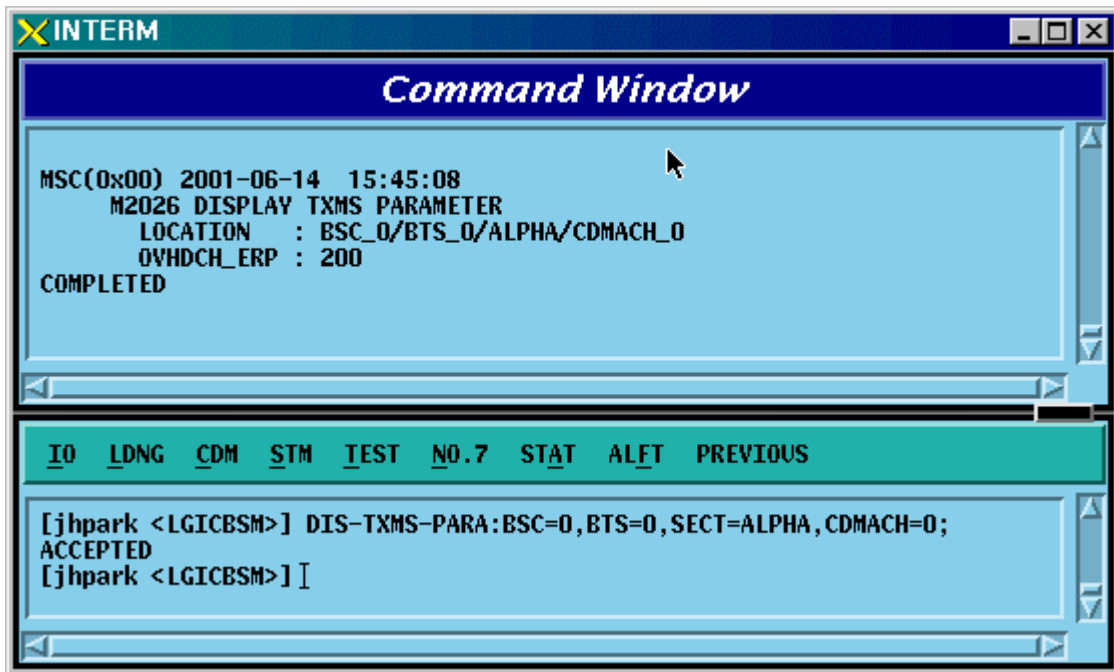 INTERM
Command Window
MSC(0x00) 2001-06-14 15:45:08
M2026 DISPLAY TXMS PARAMETER
LOCATION : BSC_0/BTS_0/ALPHA/CDMACH_0
OVHDCH_ERP : 200
COMPLETED
IO LDNG CDM STM TEST NO.7 STAT ALFT PREVIOUS
[jhpark <LGICBSM>] DIS-TXMS-PARA:BSC=0,BTS=0,SECT=ALPHA,CDMACH=0;
ACCEPTED
[jhpark <LGICBSM>]